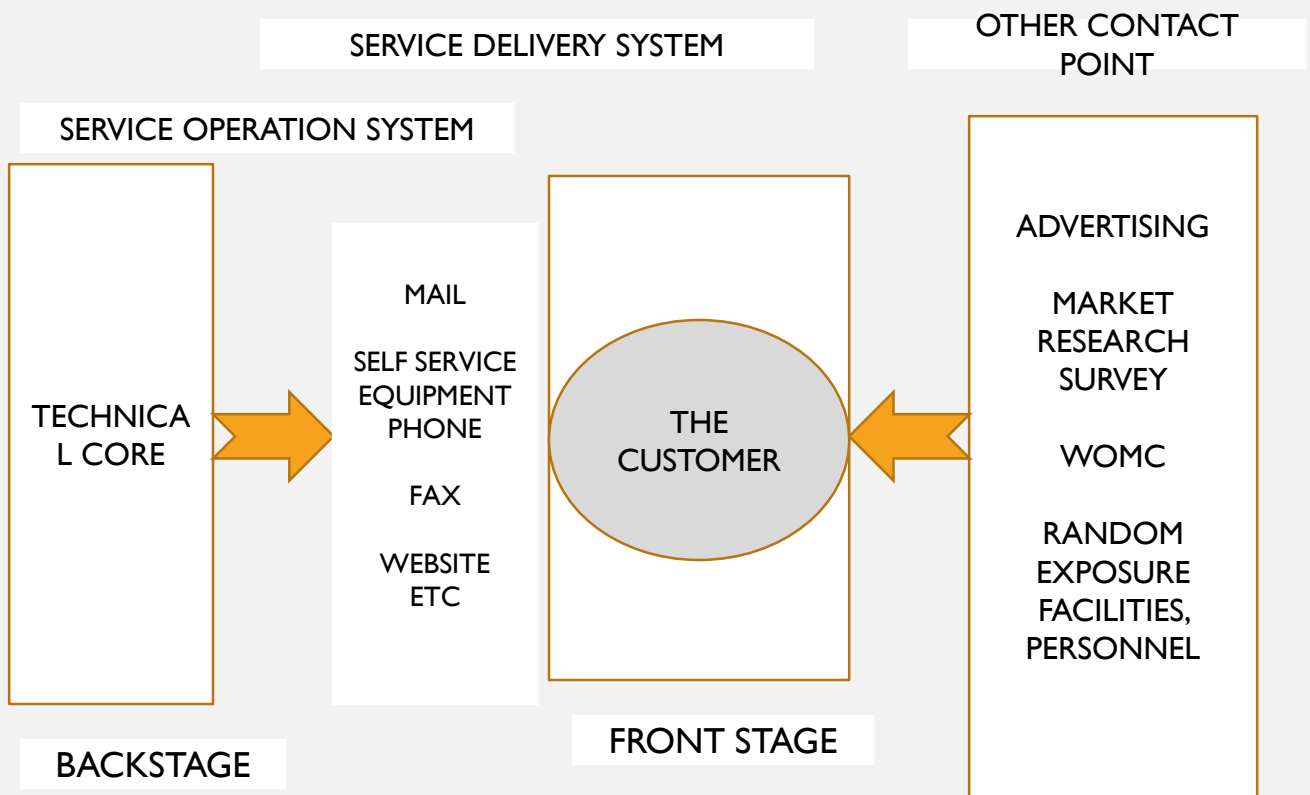 SERVICE DELIVERY SYSTEM
OTHER CONTACT
POINT
SERVICE OPERATION SYSTEM
TECHNICA
L CORE
MAIL
SELF SERVICE
EQUIPMENT
PHONE
FAX
WEBSITE
ETC
THE
CUSTOMER
ADVERTISING
MARKET
RESEARCH
SURVEY
WOMC
RANDOM
EXPOSURE
FACILITIES,
PERSONNEL
BACKSTAGE
FRONT STAGE